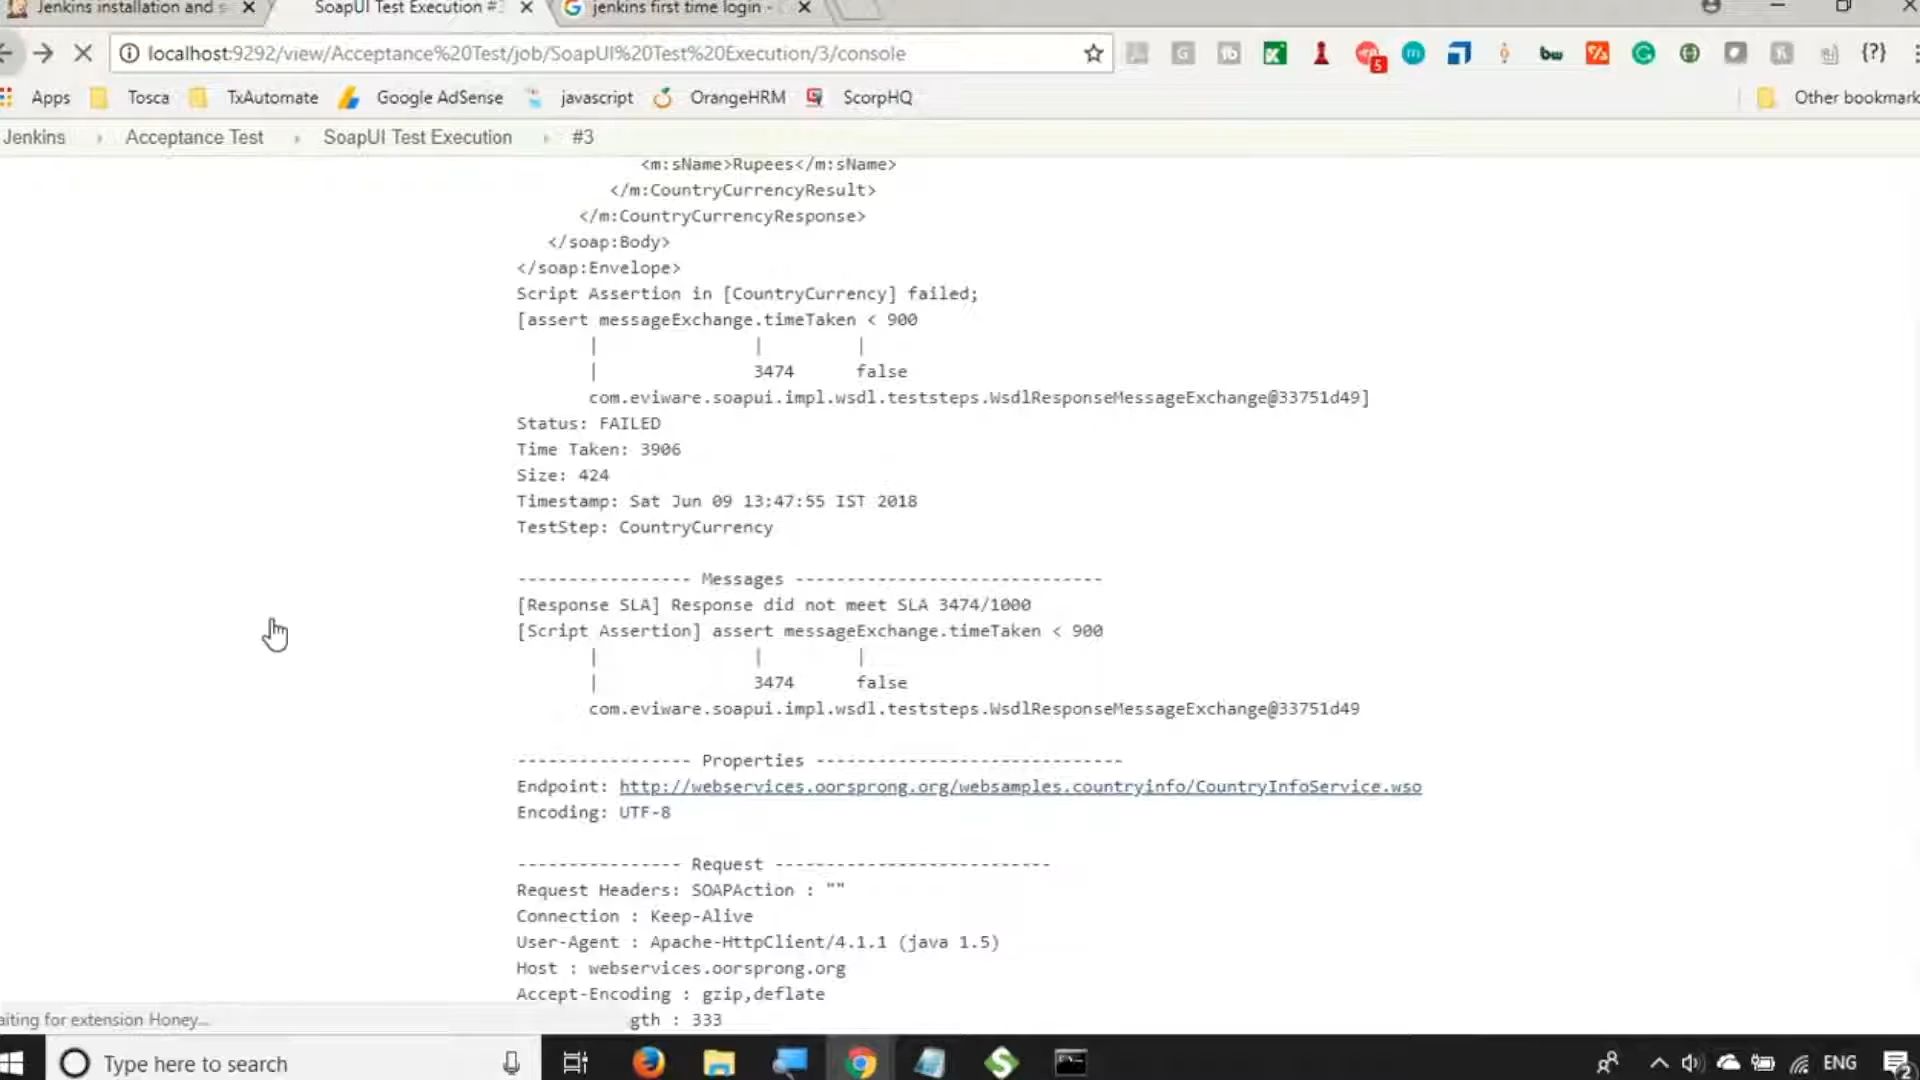 Jenkins installation and s
SoapUI Test Execution #3
jenkins first time login -
localhost:9292/view/Acceptance%20Test/job/SoapUI%20Test%20Execution/3/console
G
tb
5
m
bw
{?}
Apps
Tosca
TxAutomate
Google AdSense
javascript
OrangeHRM
ScorpHQ
Other bookmark
Jenkins
Acceptance Test
SoapUI Test Execution
#3
<m:sName>Rupees</m:sName>
</m:CountryCurrencyResult>
</m:CountryCurrencyResponse>
</soap:Body>
</soap:Envelope>
Script Assertion in [CountryCurrency] failed;
[assert messageExchange.timeTaken < 900
| | |
| 3474 false
com.eviware.soapui.impl.wsdl.teststeps.WsdlResponseMessageExchange@33751d49]
Status: FAILED
Time Taken: 3906
Size: 424
Timestamp: Sat Jun 09 13:47:55 IST 2018
TestStep: CountryCurrency
----------------- Messages ------------------------------
[Response SLA] Response did not meet SLA 3474/1000
[Script Assertion] assert messageExchange.timeTaken < 900
| | |
| 3474 false
com.eviware.soapui.impl.wsdl.teststeps.WsdlResponseMessageExchange@33751d49
----------------- Properties ------------------------------
Endpoint: http://webservices.oorsprong.org/websamples.countryinfo/CountryInfoService.wso
Encoding: UTF-8
---------------- Request ---------------------------
Request Headers: SOAPAction : ""
Connection : Keep-Alive
User-Agent : Apache-HttpClient/4.1.1 (java 1.5)
Host : webservices.oorsprong.org
Accept-Encoding : gzip,deflate
gth : 333
aiting for extension Honey...
Type here to search
ENG
2